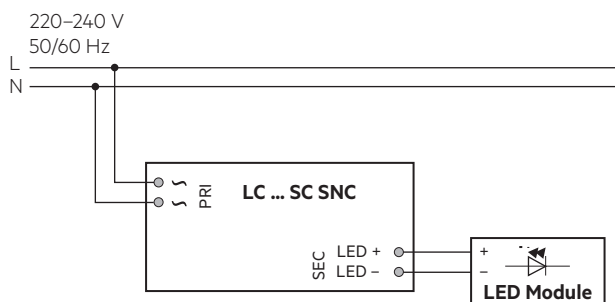 220–240 V
50/60 Hz
L
N
~ PRI
~
LC ... SC SNC
SEC
LED +
LED –
+
–
LED Module